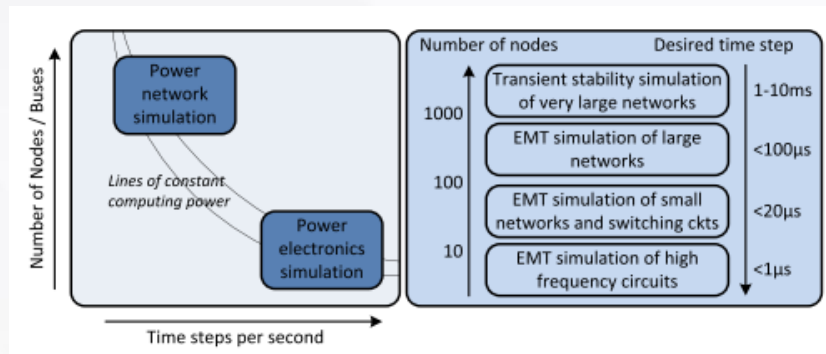 Number of Nodes / Buses
Power
network
simulation
Lines of constant
computing power
Power
electronics
simulation
Time steps per second
Number of nodes
Desired time step
1000
100
10
Transient stability simulation
of very large networks
EMT simulation of large
networks
EMT simulation of small
networks and switching ckts
EMT simulation of high
frequency circuits
1-10ms
<100µs
<20µs
<1µs